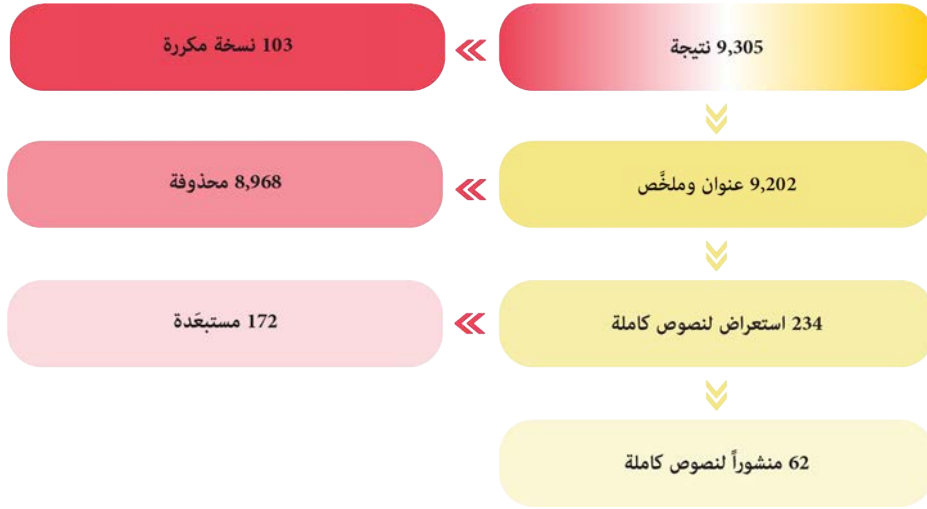 9,305 نتيجة
103 نسخة مكررة
9,202 عنوان وملخَّص
8,968 محذوفة
234 استعراض لنصوص كاملة
172 مستبعَدة
62 منشوراً لنصوص كاملة